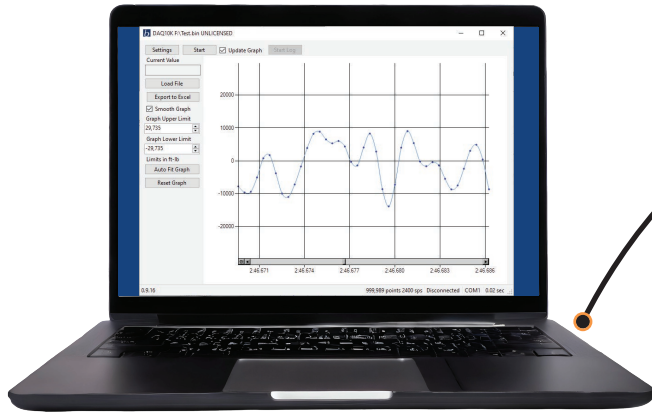 DAQ10K F:\Test.bin UNLICENSED
Settings Start Update Graph Start Log
Current Value
Load File
Export to Excel
Smooth Graph
Graph Upper Limit
29,735
Graph Lower Limit
-29,735
Limits in ft-lb
Auto Fit Graph
Reset Graph
20000
10000
0
-10000
-20000
2:46.671 2:46.674 2:46.677 2:46.680 2:46.683 2:46.686
0.9.16 999,989 points 2400 sps Disconnected COM1 0.02 sec